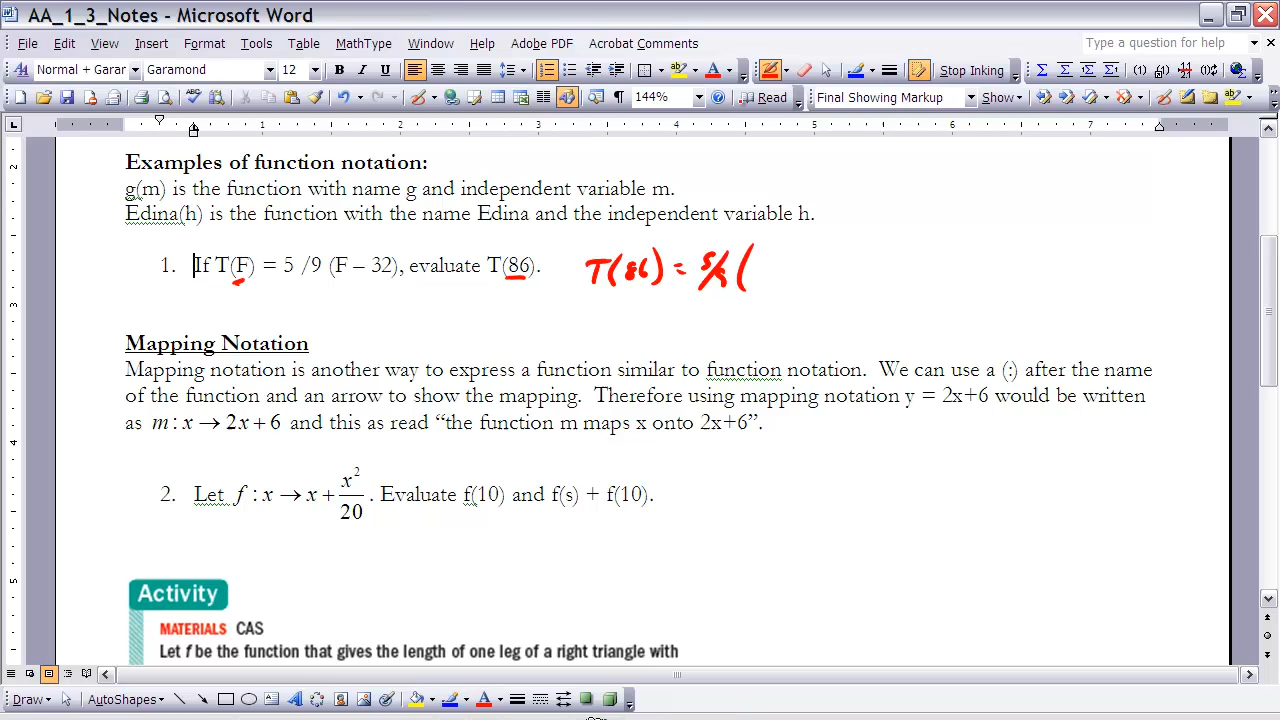 AA_1_3_Notes - Microsoft Word
File Edit View Insert Format Tools Table MathType Window Help Adobe PDF Acrobat Comments Type a question for help
Normal + Garar Garamond 12 Stop Inking
144% Read Final Showing Markup Show
1 2 3 4 5 6 7
Examples of function notation:
g(m) is the function with name g and independent variable m.
Edina(h) is the function with the name Edina and the independent variable h.
1. If T(F) = 5 /9 (F – 32), evaluate T(86). T(86) = 5/9 (
Mapping Notation
Mapping notation is another way to express a function similar to function notation. We can use a (:) after the name
of the function and an arrow to show the mapping. Therefore using mapping notation y = 2x+6 would be written
as m : x → 2x + 6 and this as read “the function m maps x onto 2x+6”.
2. Let f : x → x + x²/20 . Evaluate f(10) and f(s) + f(10).
Activity
MATERIALS CAS
Let f be the function that gives the length of one leg of a right triangle with
Draw AutoShapes